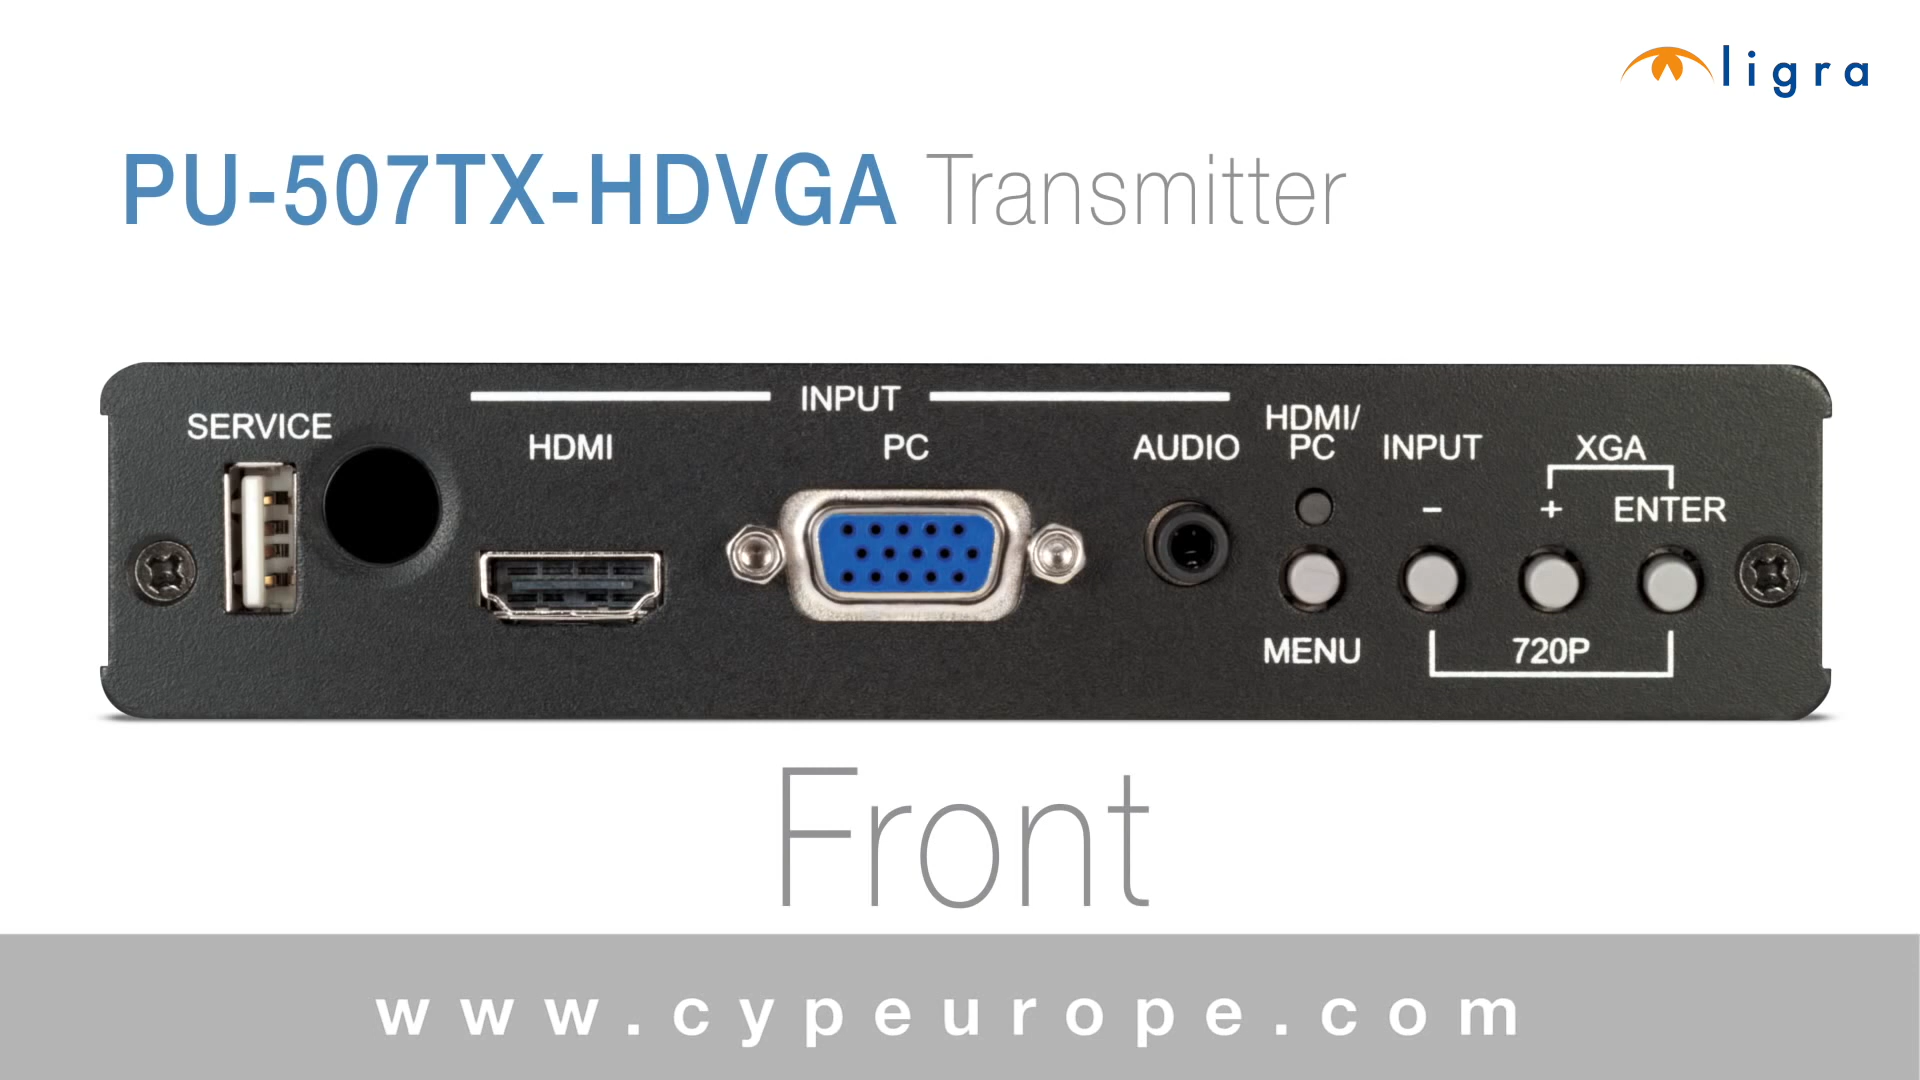 ligra
PU-507TX-HDVGA Transmitter
SERVICE
INPUT
HDMI
PC
AUDIO
HDMI/
PC
INPUT
XGA
-
+
ENTER
MENU
720P
Front
www.cypeurope.com